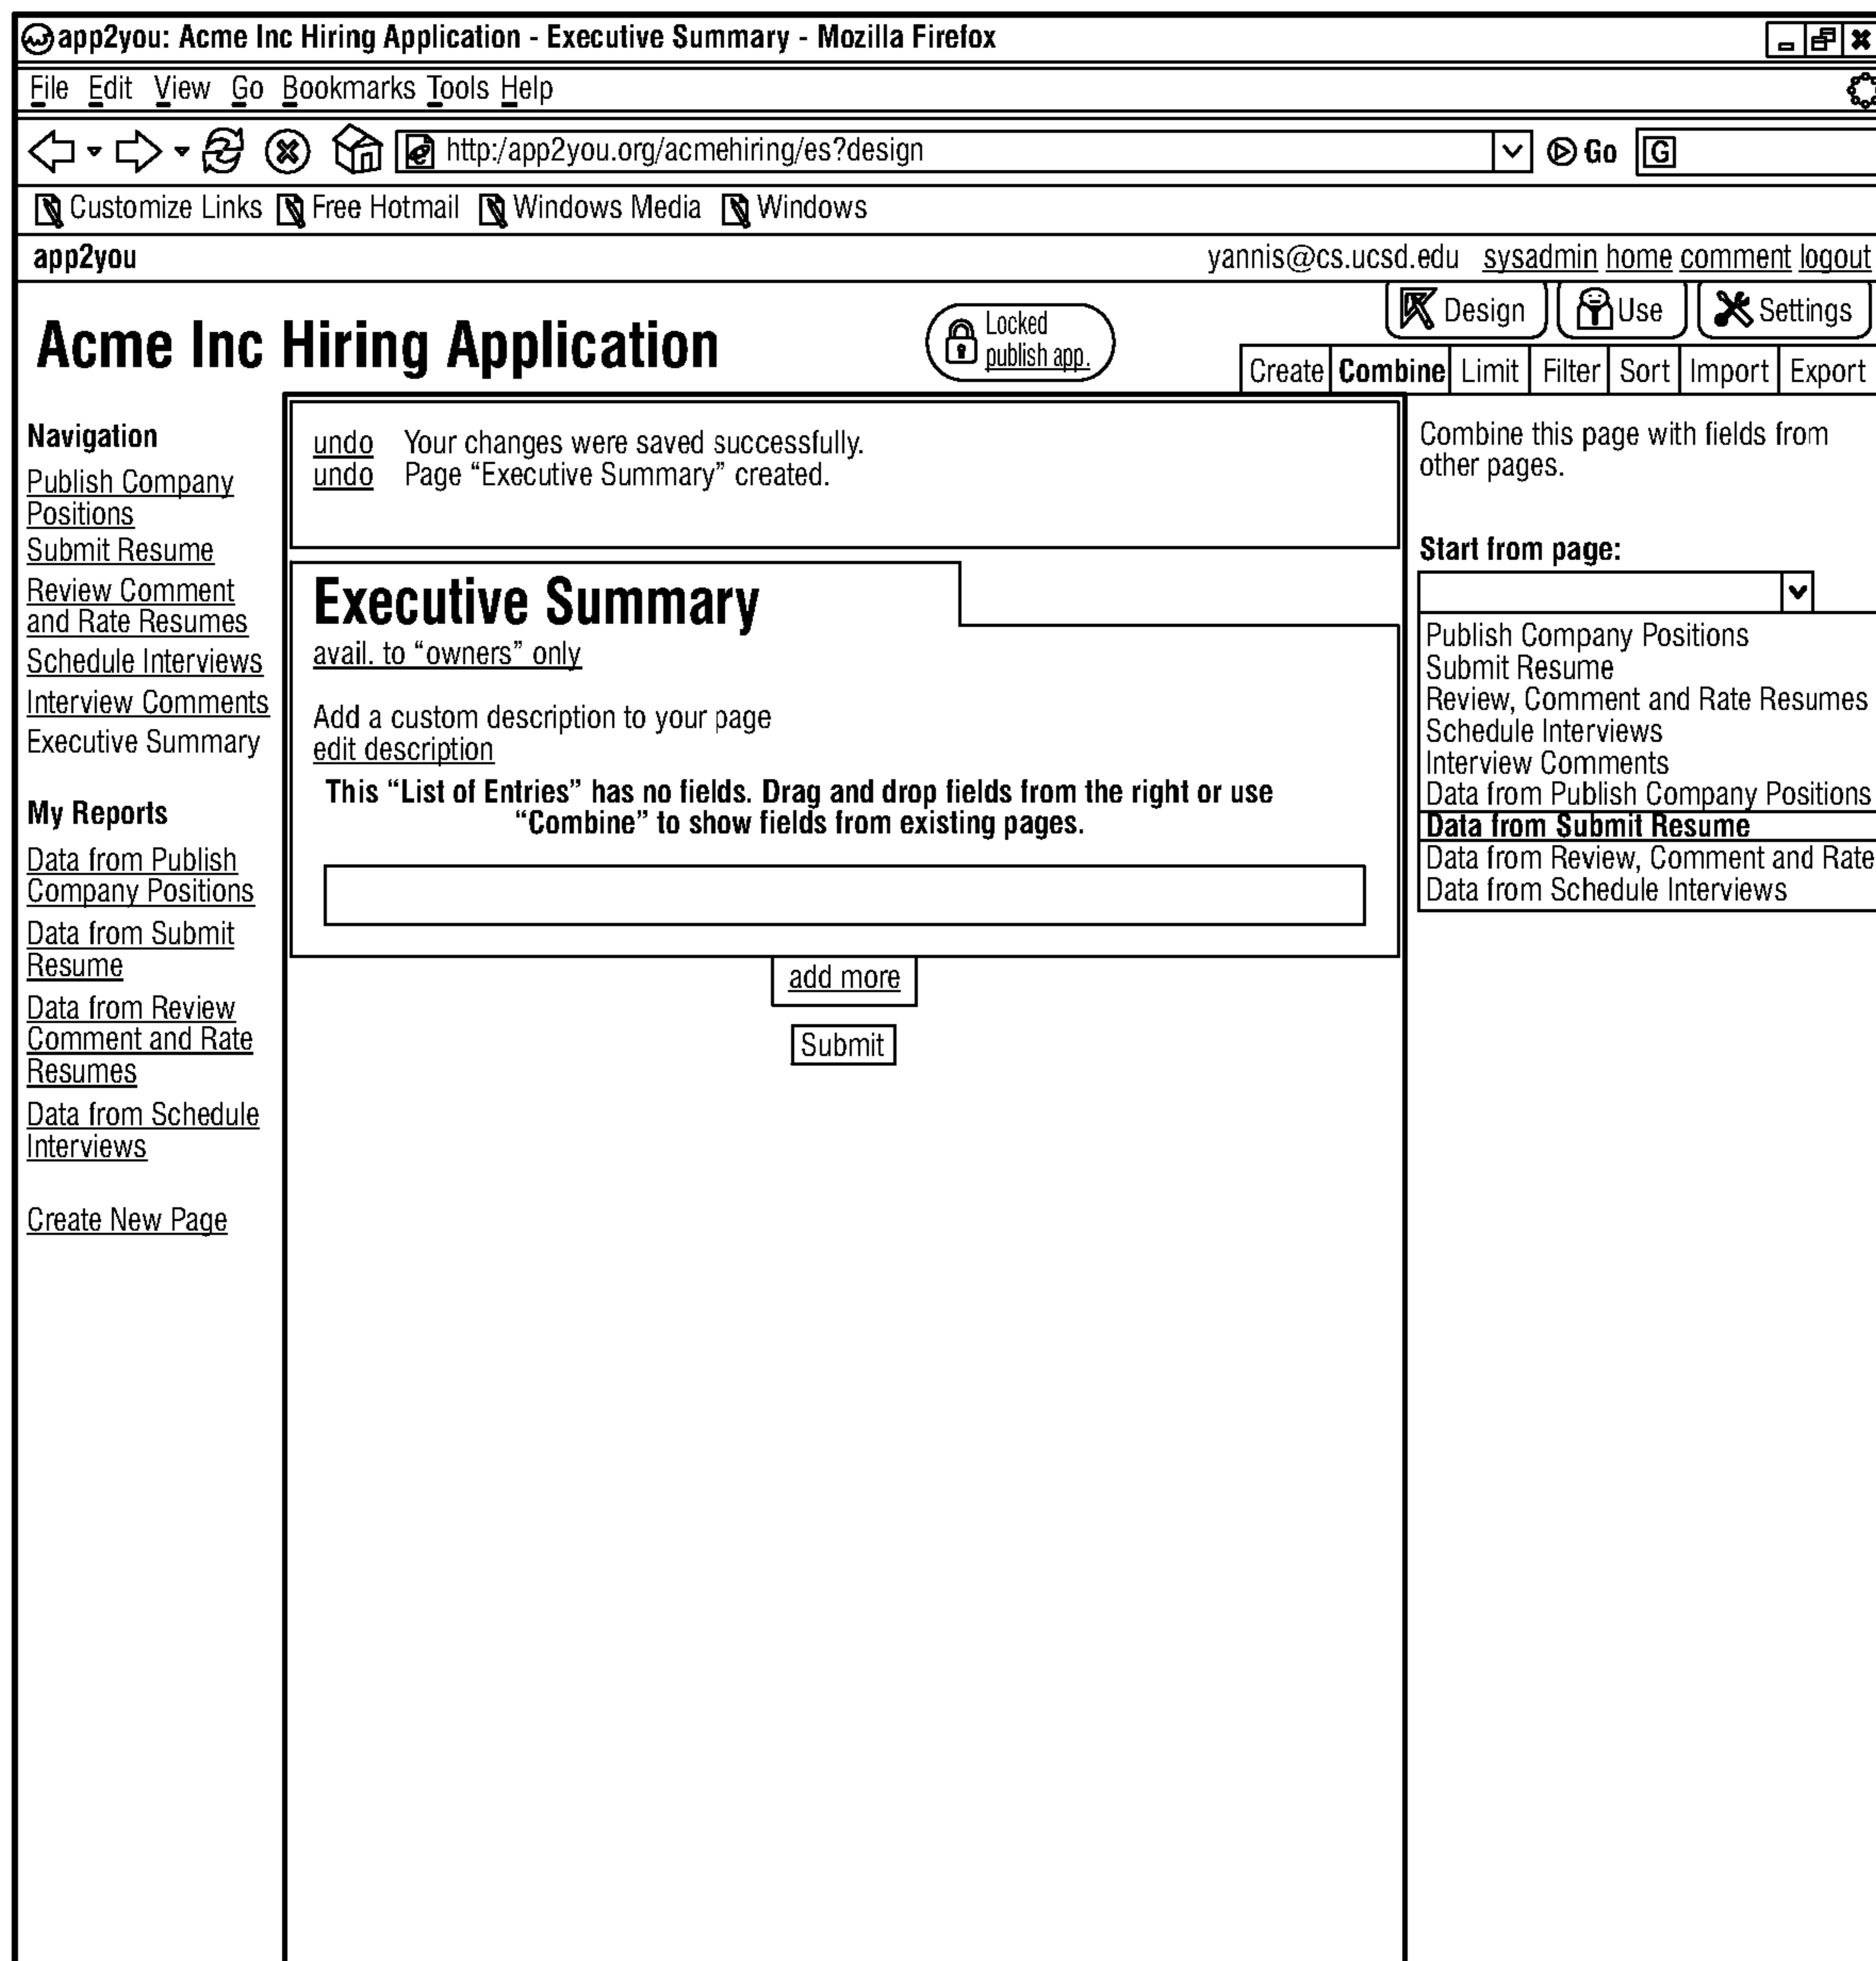 app2you: Acme Inc Hiring Application - Executive Summary - Mozilla Firefox
File Edit View Go Bookmarks Tools Help
http:/app2you.org/acmehiring/es?design
Go
G
Customize Links Free Hotmail Windows Media Windows
app2you
yannis@cs.ucsd.edu sysadmin home comment logout
Acme Inc Hiring Application
Locked
publish app.
Design Use Settings
Create Combine Limit Filter Sort Import Export
Navigation
Publish Company
Positions
Submit Resume
Review Comment
and Rate Resumes
Schedule Interviews
Interview Comments
Executive Summary
My Reports
Data from Publish
Company Positions
Data from Submit
Resume
Data from Review
Comment and Rate
Resumes
Data from Schedule
Interviews
Create New Page
undo Your changes were saved successfully.
undo Page “Executive Summary” created.
Executive Summary
avail. to “owners” only
Add a custom description to your page
edit description
This “List of Entries” has no fields. Drag and drop fields from the right or use
“Combine” to show fields from existing pages.
add more
Submit
Combine this page with fields from
other pages.
Start from page:
Publish Company Positions
Submit Resume
Review, Comment and Rate Resumes
Schedule Interviews
Interview Comments
Data from Publish Company Positions
Data from Submit Resume
Data from Review, Comment and Rate
Data from Schedule Interviews